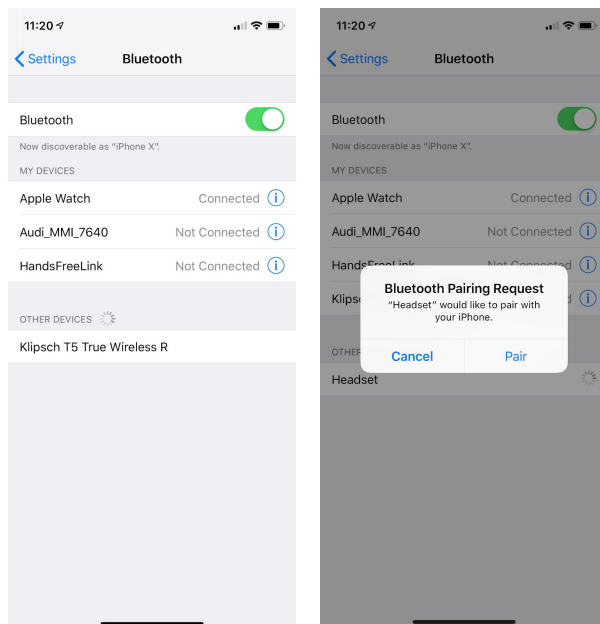 11:20
Settings
Bluetooth
Bluetooth
Now discoverable as “iPhone X”.
MY DEVICES
Apple Watch Connected
Audi_MMI_7640 Not Connected
HandsFreeLink Not Connected
OTHER DEVICES
Klipsch T5 True Wireless R
11:20
Settings
Bluetooth
Bluetooth
Now discoverable as “iPhone X”.
MY DEVICES
Apple Watch Connected
Audi_MMI_7640 Not Connected
Bluetooth Pairing Request
“Headset” would like to pair with
your iPhone.
Cancel Pair
Headset